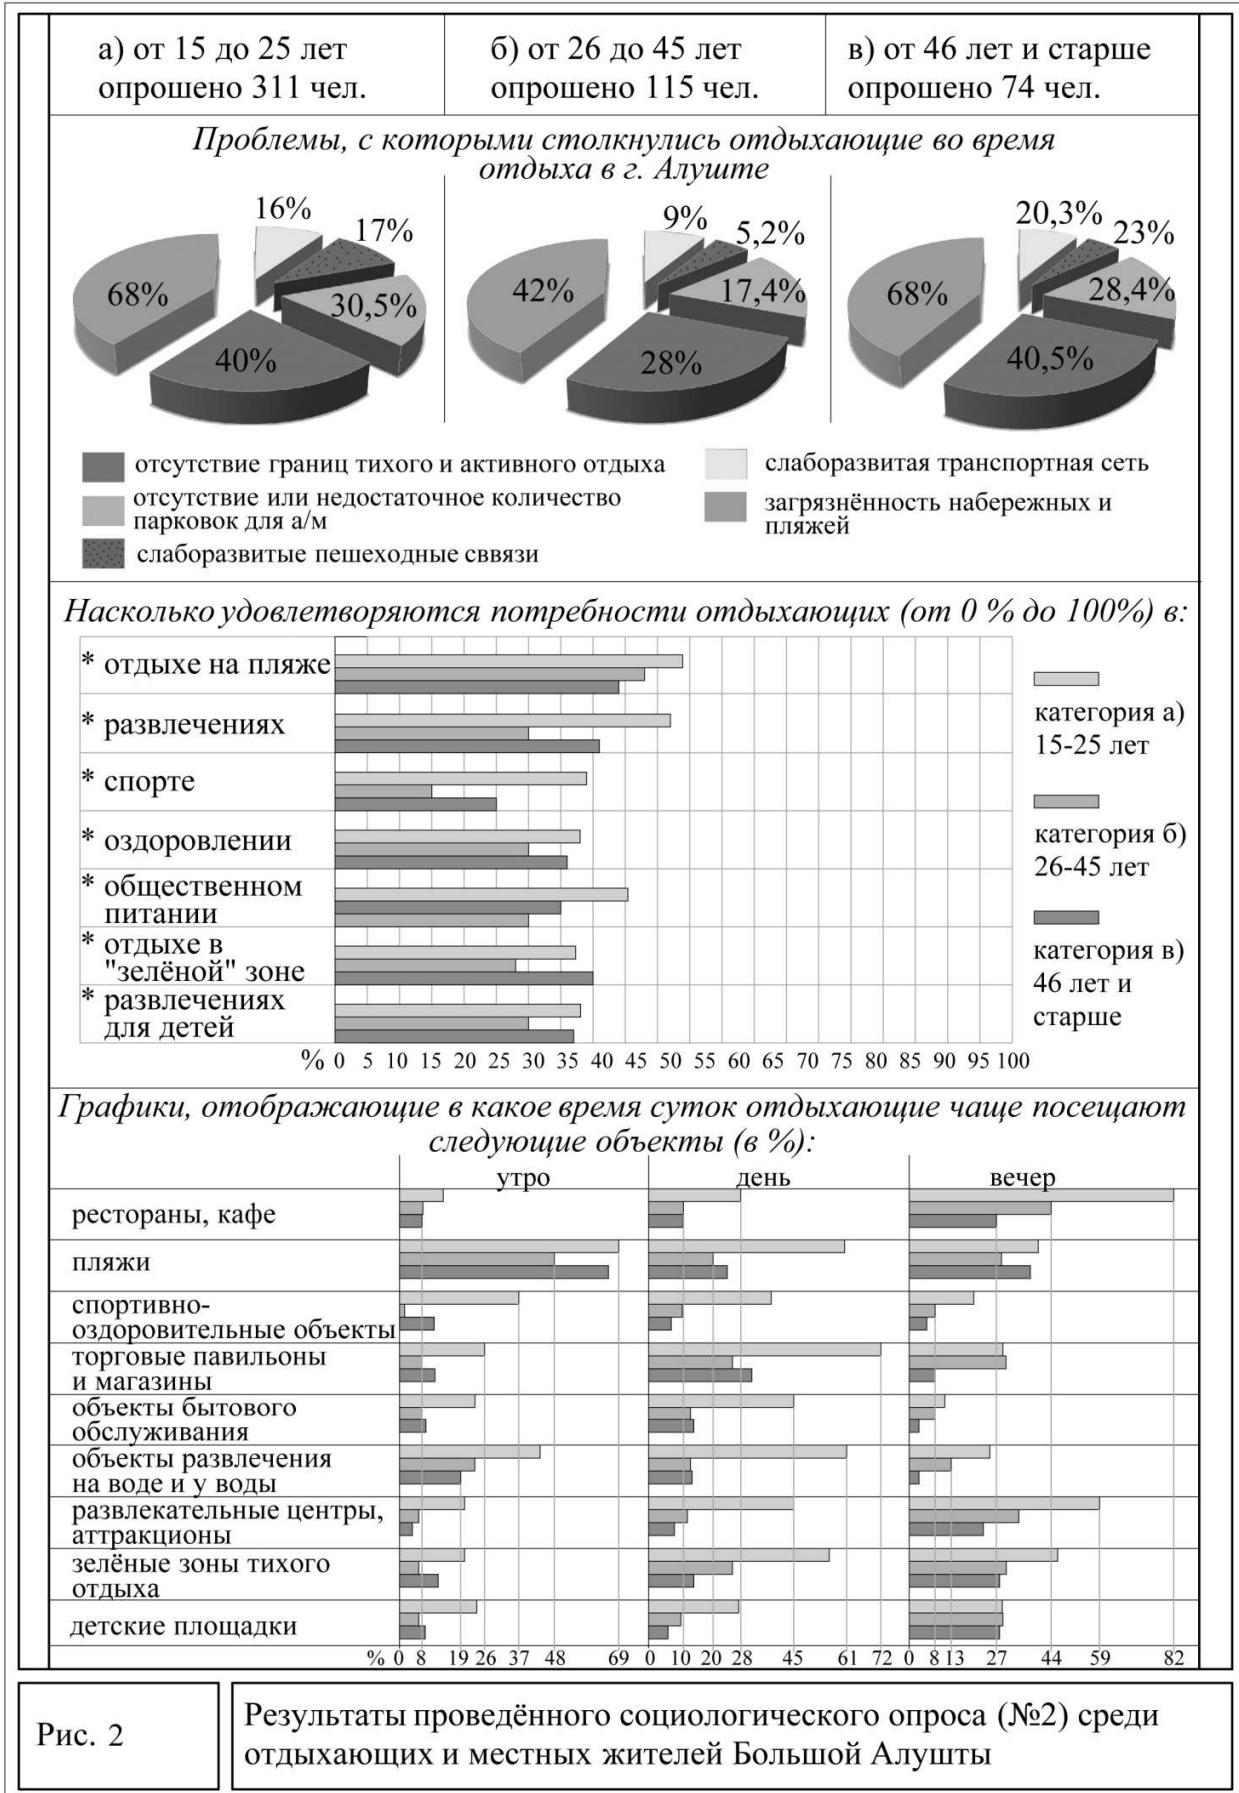 а) от 15 до 25 лет
опрошено 311 чел.
б) от 26 до 45 лет
опрошено 115 чел.
в) от 46 лет и старше
опрошено 74 чел.
Проблемы, с которыми столкнулись отдыхающие во время
отдыха в г. Алуште
16%
17%
68%
30,5%
40%
9%
5,2%
42%
17,4%
28%
20,3%
23%
68%
28,4%
40,5%
отсутствие границ тихого и активного отдыха
отсутствие или недостаточное количество
парковок для а/м
слаборазвитые пешеходные сввязи
слаборазвитая транспортная сеть
загрязнённость набережных и
пляжей
Насколько удовлетворяются потребности отдыхающих (от 0 % до 100%) в:
* отдыхе на пляже
* развлечениях
* спорте
* оздоровлении
* общественном
питании
* отдыхе в
"зелёной" зоне
* развлечениях
для детей
% 0 5 10 15 20 25 30 35 40 45 50 55 60 65 70 75 80 85 90 95 100
категория а)
15-25 лет
категория б)
26-45 лет
категория в)
46 лет и
старше
Графики, отображающие в какое время суток отдыхающие чаще посещают
следующие объекты (в %):
утро
день
вечер
рестораны, кафе
пляжи
спортивно-
оздоровительные объекты
торговые павильоны
и магазины
объекты бытового
обслуживания
объекты развлечения
на воде и у воды
развлекательные центры,
аттракционы
зелёные зоны тихого
отдыха
детские площадки
% 0 8 19 26 37 48 69 0 10 20 28 45 61 72 0 8 13 27 44 59 82
Рис. 2
Результаты проведённого социологического опроса (№2) среди
отдыхающих и местных жителей Большой Алушты